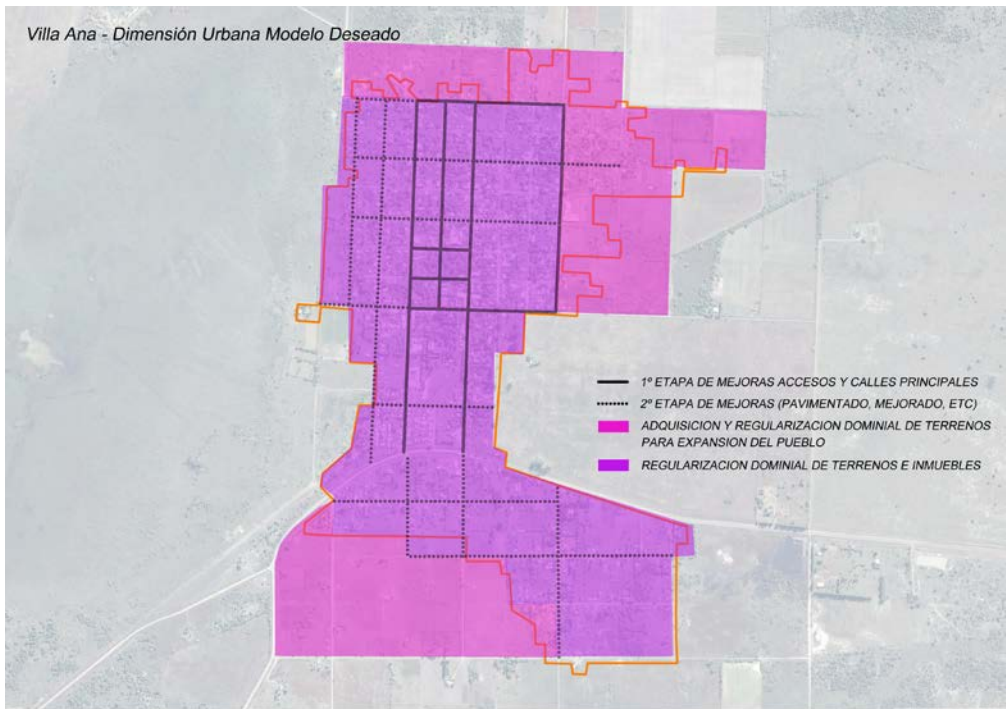 Villa Ana - Dimensión Urbana Modelo Deseado
1º ETAPA DE MEJORAS ACCESOS Y CALLES PRINCIPALES
2º ETAPA DE MEJORAS (PAVIMENTADO, MEJORADO, ETC)
ADQUISICION Y REGULARIZACION DOMINIAL DE TERRENOS
PARA EXPANSION DEL PUEBLO
REGULARIZACION DOMINIAL DE TERRENOS E INMUEBLES